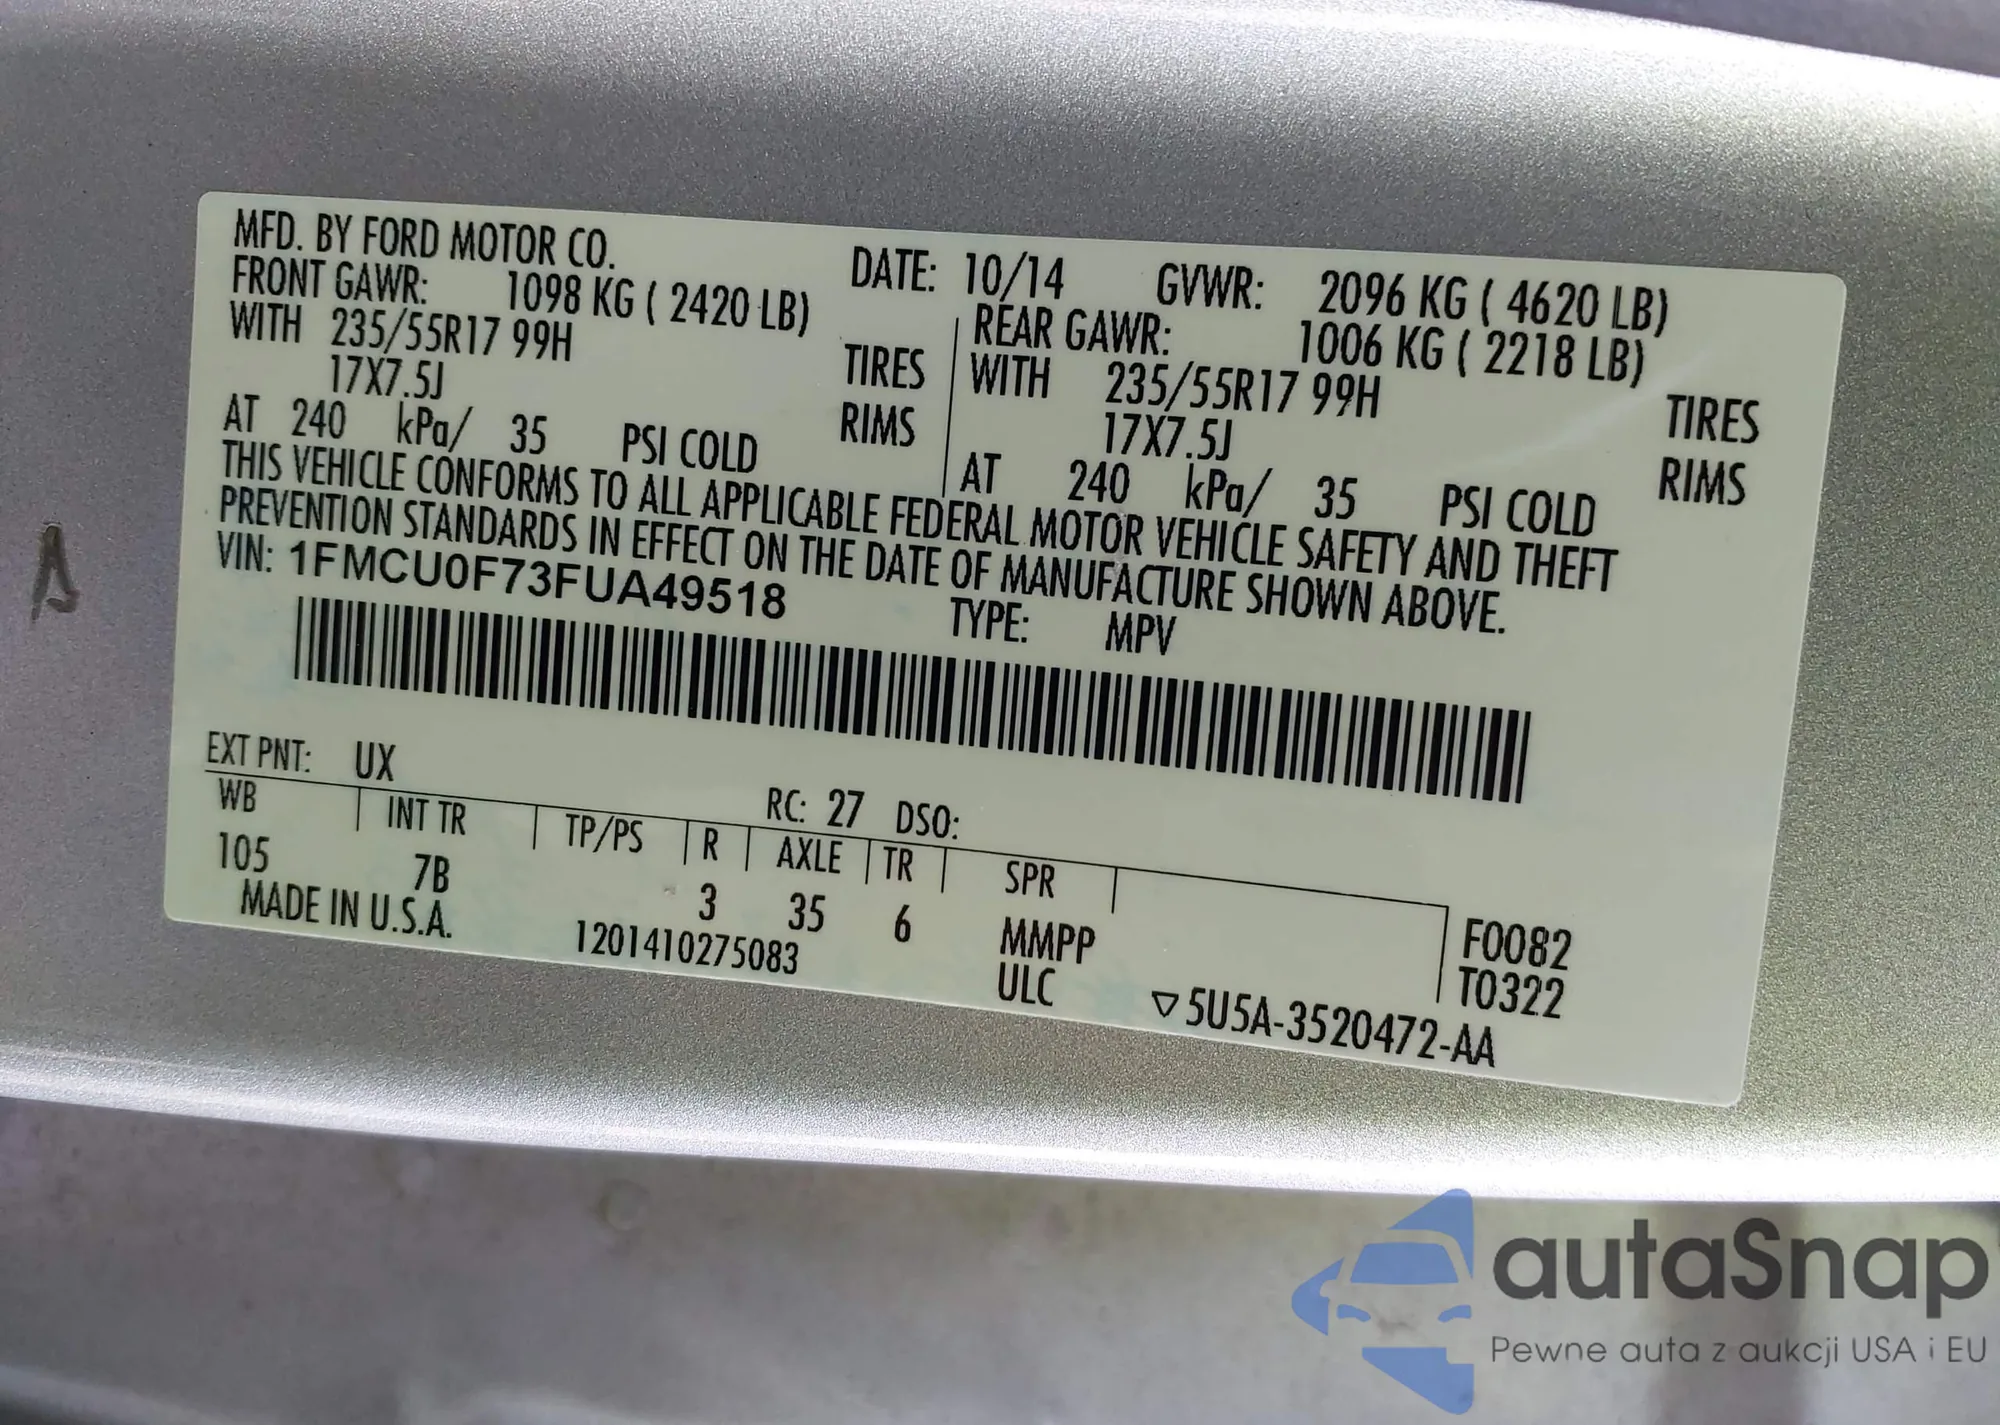 MFD. BY FORD MOTOR CO. DATE: 10/14 GVWR: 2096 KG ( 4620 LB)
FRONT GAWR: 1098 KG ( 2420 LB) REAR GAWR: 1006 KG ( 2218 LB)
WITH 235/55R17 99H TIRES WITH 235/55R17 99H TIRES
17X7.5J RIMS 17X7.5J RIMS
AT 240 kPa/ 35 PSI COLD AT 240 kPa/ 35 PSI COLD
THIS VEHICLE CONFORMS TO ALL APPLICABLE FEDERAL MOTOR VEHICLE SAFETY AND THEFT
PREVENTION STANDARDS IN EFFECT ON THE DATE OF MANUFACTURE SHOWN ABOVE.
VIN: 1FMCU0F73FUA49518 TYPE: MPV
EXT PNT: UX RC: 27 DSO:
WB INT TR TP/PS R AXLE TR SPR
105 7B 3 35 6 MMPP F0082
ULC T0322
MADE IN U.S.A. 1201410275083 ▽5U5A-3520472-AA
A
autaSnap
Pewne auta z aukcji USA i EU